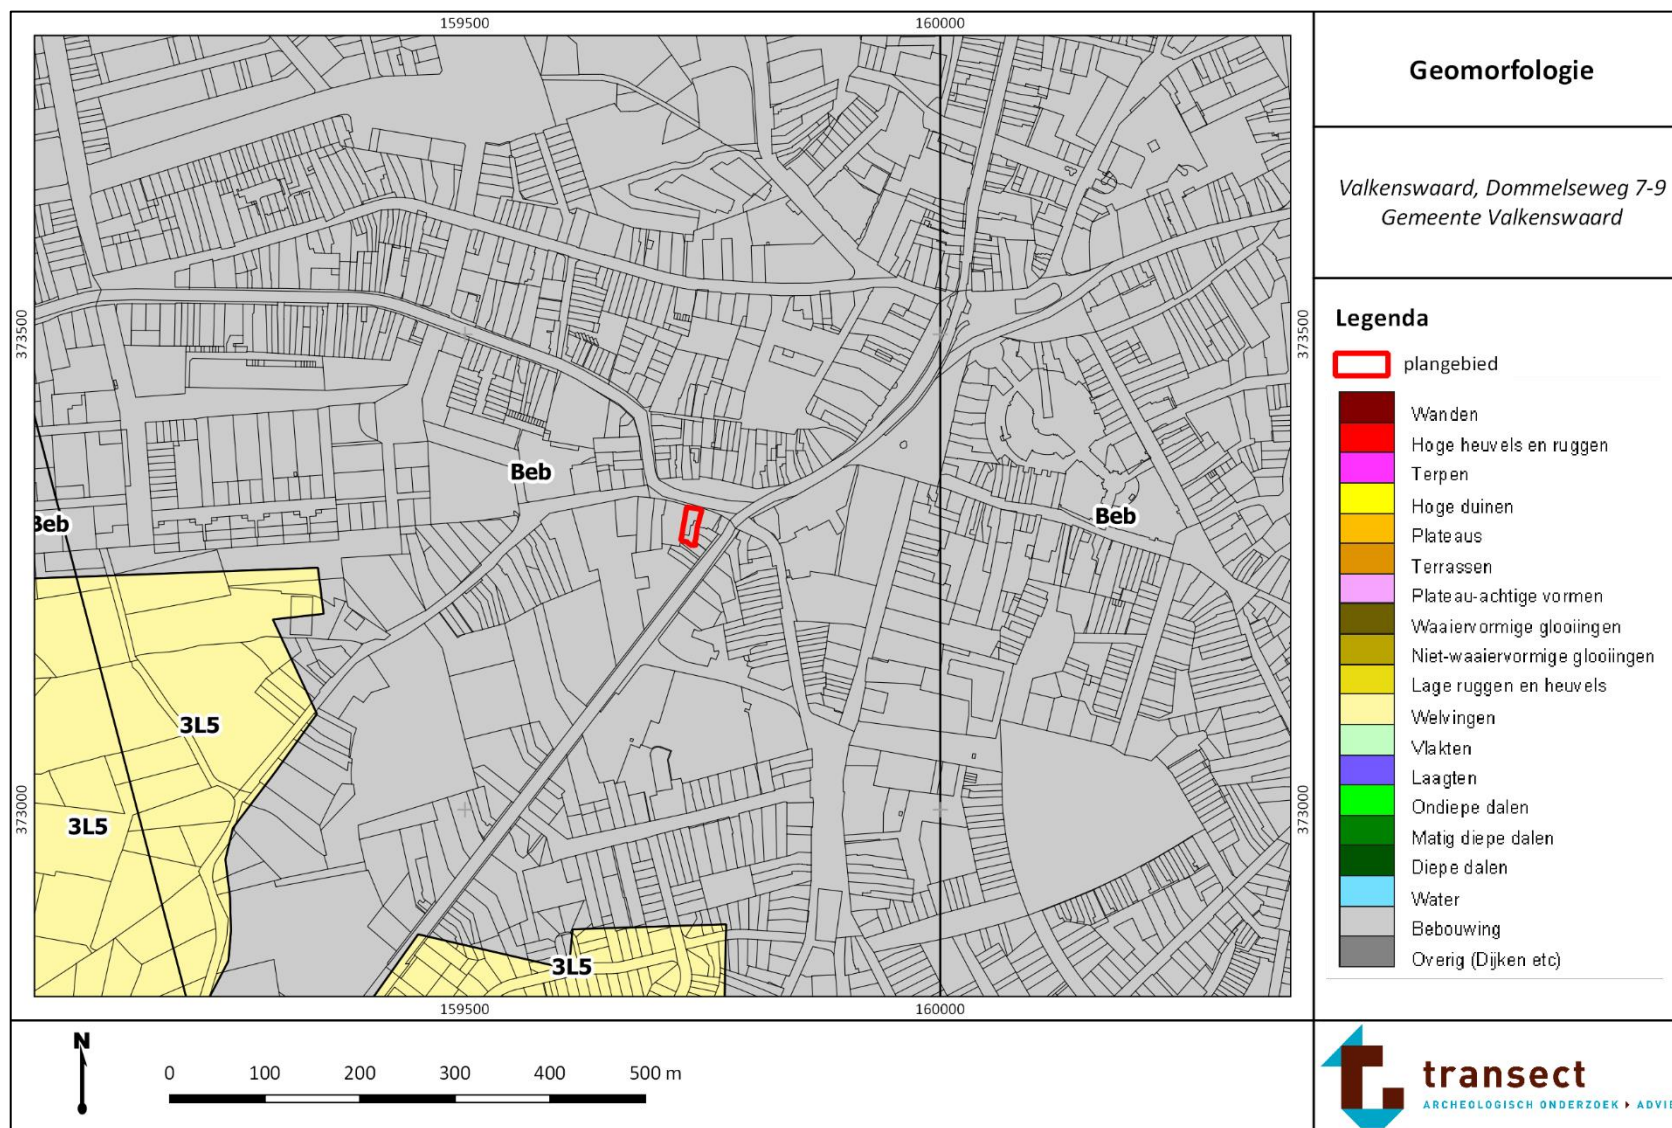 159500
160000
373500
373500
373000
373000
Beb
Beb
Beb
3L5
3L5
3L5
159500
160000
N
0 100 200 300 400 500 m
Geomorfologie
Valkenswaard, Dommelseweg 7-9
Gemeente Valkenswaard
Legenda
plangebied
Wanden
Hoge heuvels en ruggen
Terpen
Hoge duinen
Plateaus
Terrassen
Plateau-achtige vormen
Waaiervormige glooiingen
Niet-waaiervormige glooiingen
Lage ruggen en heuvels
Welvingen
Vlakten
Laagten
Ondiepe dalen
Matig diepe dalen
Diepe dalen
Water
Bebouwing
Overig (Dijken etc)
transect
ARCHEOLOGISCH ONDERZOEK ADVIE